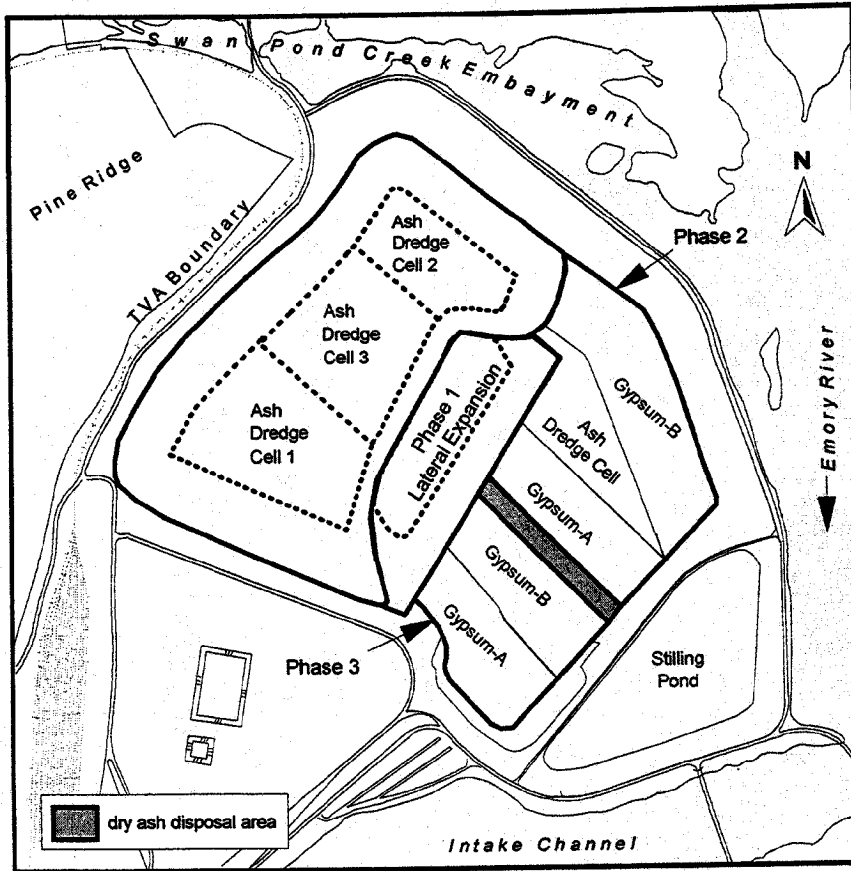 Swan Pond Creek Embayment
Pine Ridge
TVA Boundary
N
Phase 2
Ash
Dredge
Cell 2
Ash
Dredge
Cell 3
Ash
Dredge
Cell 1
Phase 1
Lateral Expansion
Gypsum-B
Ash
Dredge Cell
Gypsum-A
Gypsum-B
Gypsum-A
Emory River
Phase 3
Stilling
Pond
dry ash disposal area
Intake Channel